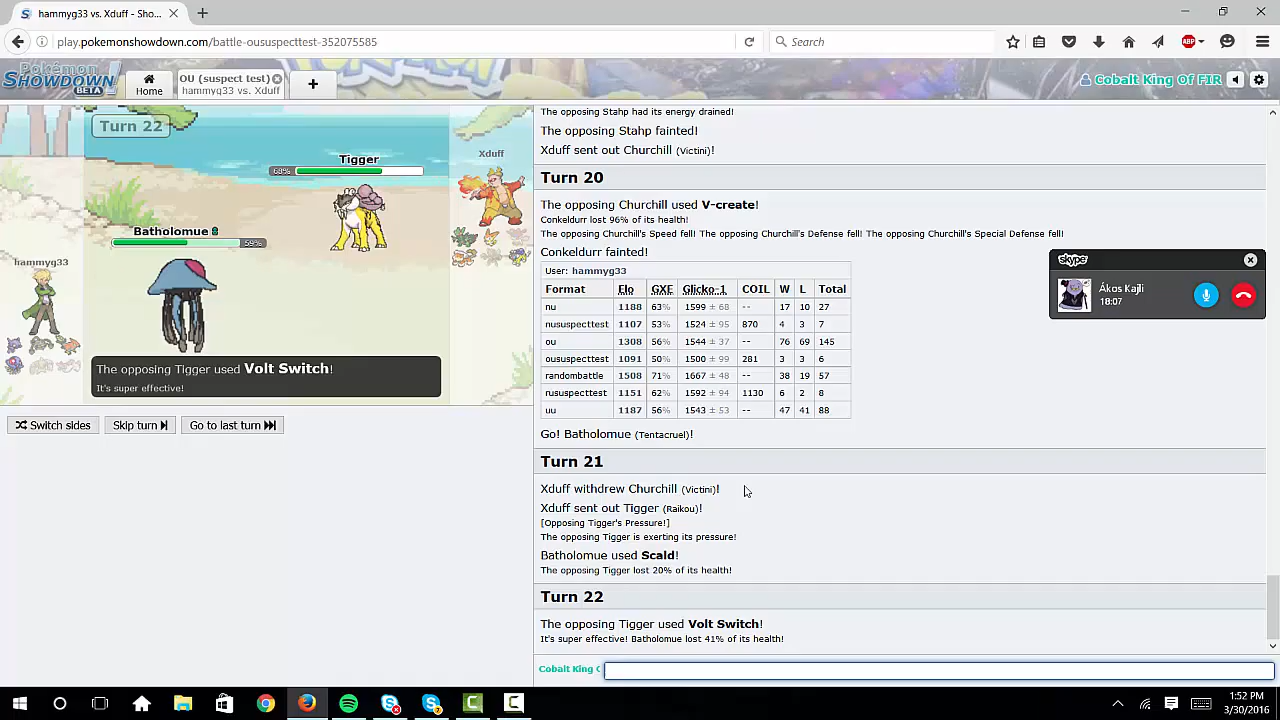 hammyg33 vs. Xduff - Sho...
play.pokemonshowdown.com/battle-oususpecttest-352075585
Search
ABP
Pokémon
SHOWDOWN!
BETA
Home
OU (suspect test)
hammyg33 vs. Xduff
Cobalt King Of FIR
Turn 22
Tigger
68%
Xduff
Batholomue
59%
hammyg33
The opposing Tigger used Volt Switch!
It's super effective!
Switch sides
Skip turn
Go to last turn
The opposing Stahp had its energy drained!
The opposing Stahp fainted!
Xduff sent out Churchill (Victini)!
Turn 20
The opposing Churchill used V-create!
Conkeldurr lost 96% of its health!
The opposing Churchill's Speed fell! The opposing Churchill's Defense fell! The opposing Churchill's Special Defense fell!
Conkeldurr fainted!
User: hammyg33
Format Elo GXE Glicko-1 COIL W L Total
nu 1188 63% 1599 ± 68 -- 17 10 27
nususpecttest 1107 53% 1524 ± 95 870 4 3 7
ou 1308 56% 1544 ± 37 -- 76 69 145
oususpecttest 1091 50% 1500 ± 99 281 3 3 6
randombattle 1508 71% 1667 ± 48 -- 38 19 57
rususpecttest 1151 62% 1592 ± 94 1130 6 2 8
uu 1187 56% 1543 ± 53 -- 47 41 88
Go! Batholomue (Tentacruel)!
Turn 21
Xduff withdrew Churchill (Victini)!
Xduff sent out Tigger (Raikou)!
[Opposing Tigger's Pressure!]
The opposing Tigger is exerting its pressure!
Batholomue used Scald!
The opposing Tigger lost 20% of its health!
Turn 22
The opposing Tigger used Volt Switch!
It's super effective! Batholomue lost 41% of its health!
Cobalt King O
skype
Ákos Kajli
18:07
1:52 PM
3/30/2016